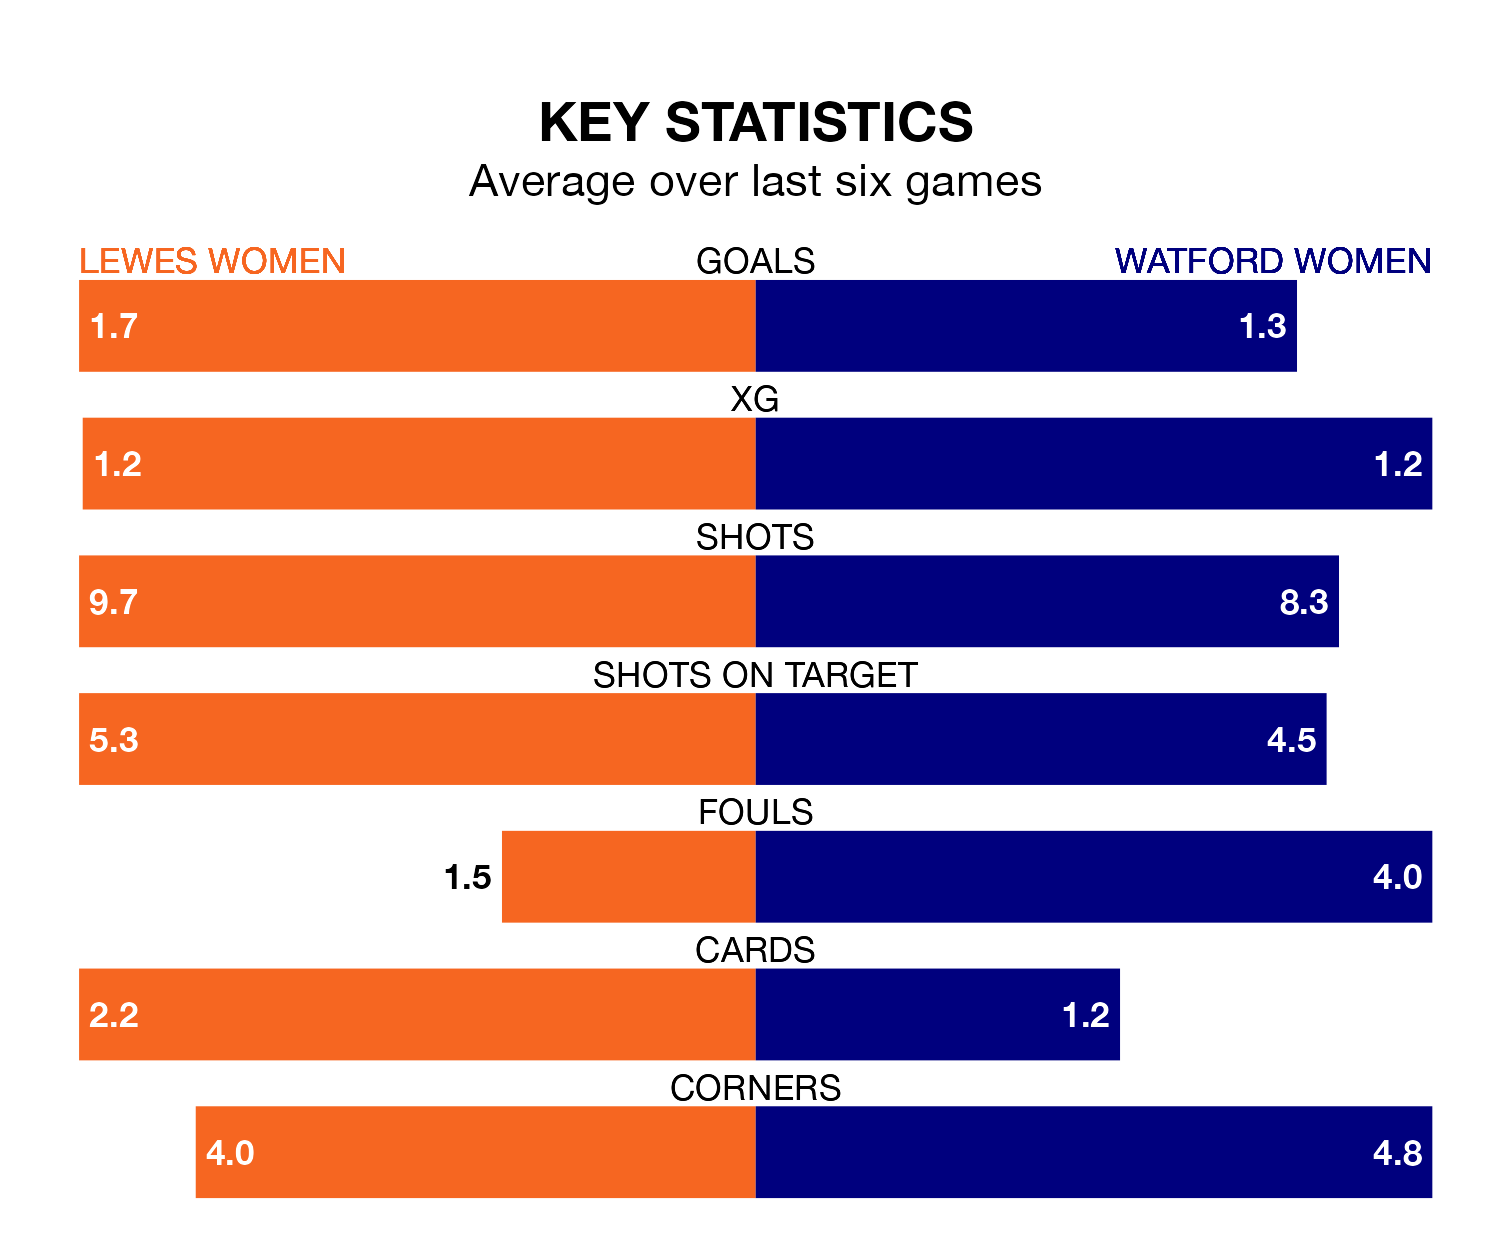 KEY STATISTICS
Average over last six games
LEWES WOMEN GOALS WATFORD WOMEN
1.7 1.3
XG
1.2 1.2
SHOTS
9.7 8.3
SHOTS ON TARGET
5.3 4.5
FOULS
1.5 4.0
CARDS
2.2 1.2
CORNERS
4.0 4.8